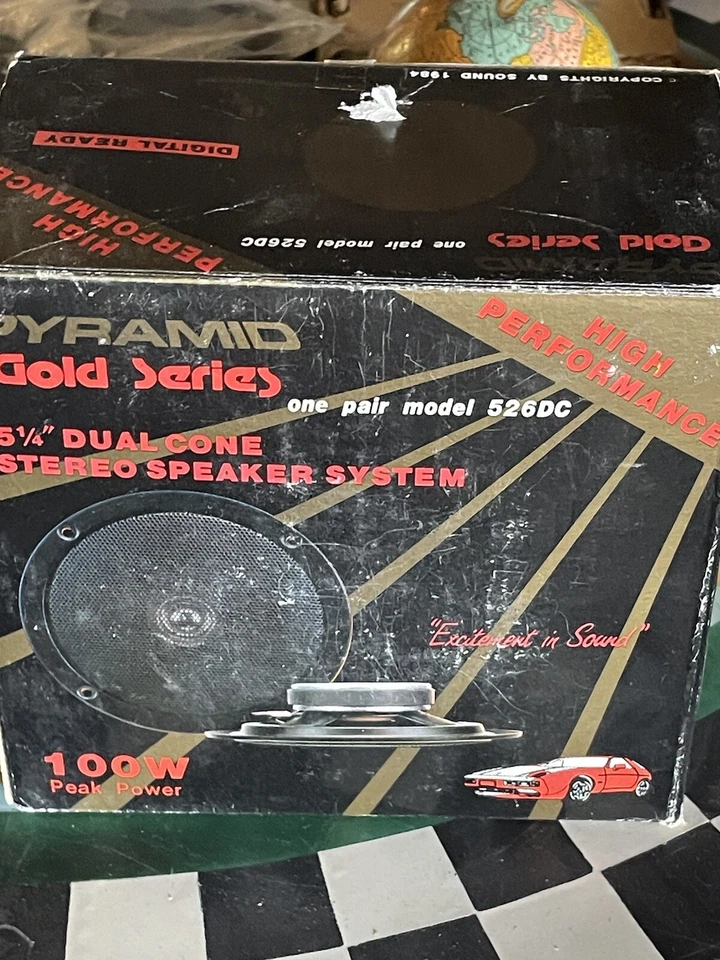 © COPYRIGHTS BY SOUND 1984
DIGITAL READY
HIGH
PERFORMANCE
one pair model 526DC
Gold Series
PYRAMID
PYRAMID
Gold Series
HIGH
PERFORMANCE
one pair model 526DC
5¼" DUAL CONE
STEREO SPEAKER SYSTEM
"Excitement in Sound"
100W
Peak Power